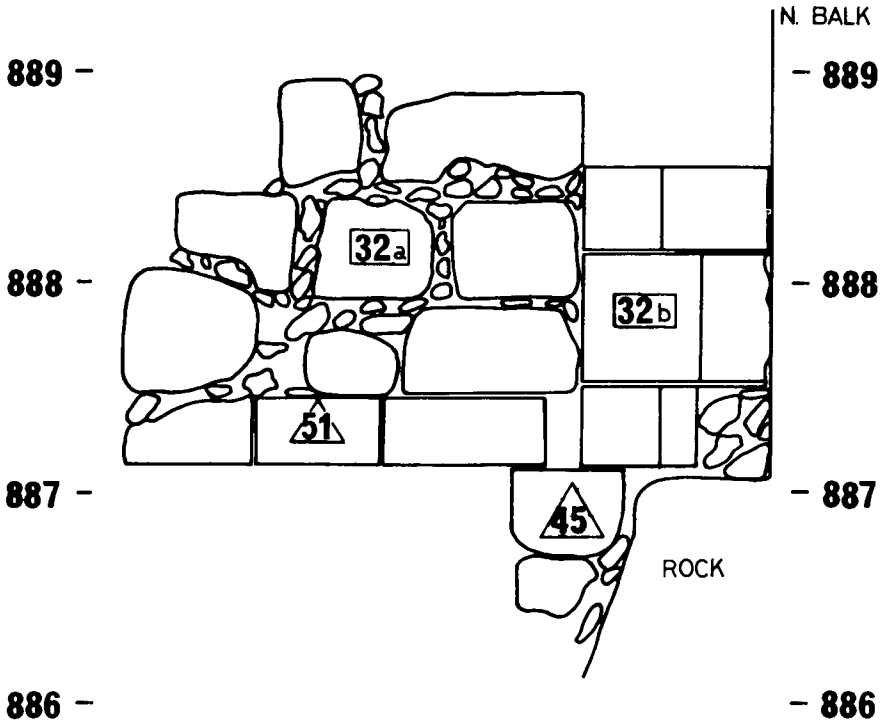 N. BALK
889 – – 889
32a
888 – – 888
32b
51
887 – – 887
45
ROCK
886 – – 886